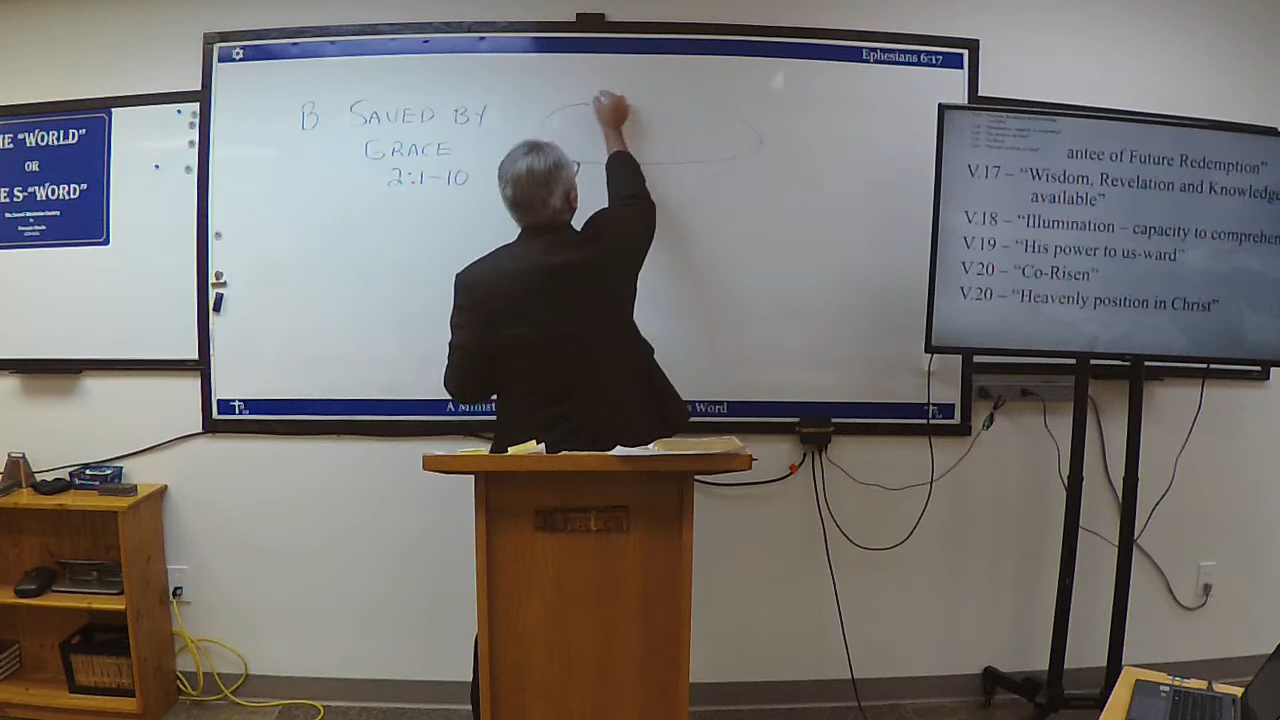 Ephesians 6:17
B SAVED BY
GRACE
2:1-10
HE "WORLD"
OR
E S-"WORD"
antee of Future Redemption"
V.17 – "Wisdom, Revelation and Knowledge
available"
V.18 – "Illumination – capacity to comprehen
V.19 – "His power to us-ward"
V.20 – "Co-Risen"
V.20 – "Heavenly position in Christ"
A Minist
s Word